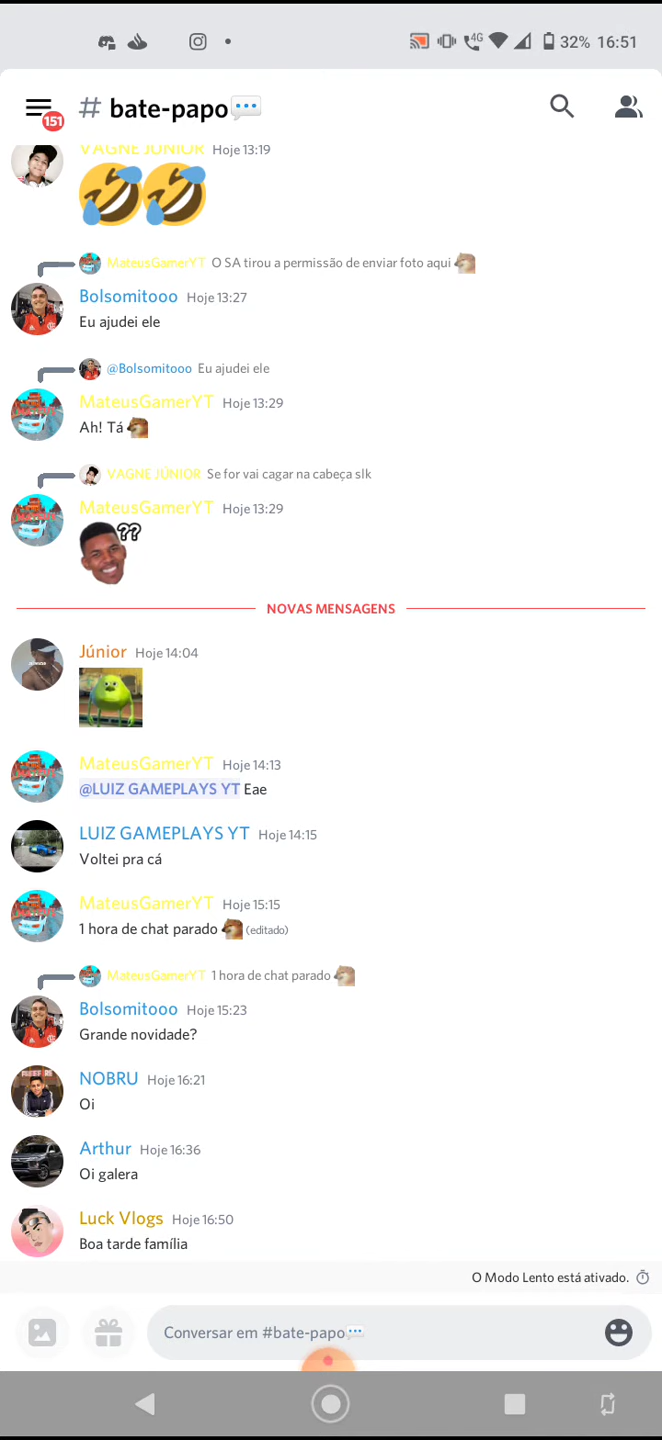 4G 32% 16:51
151
# bate-papo
VAGNE JÚNIOR Hoje 13:19
MateusGamerYT O SA tirou a permissão de enviar foto aqui
Bolsomitooo Hoje 13:27
Eu ajudei ele
@Bolsomitooo Eu ajudei ele
MateusGamerYT Hoje 13:29
Ah! Tá
VAGNE JÚNIOR Se for vai cagar na cabeça slk
MateusGamerYT Hoje 13:29
??
NOVAS MENSAGENS
Júnior Hoje 14:04
MateusGamerYT Hoje 14:13
@LUIZ GAMEPLAYS YT Eae
LUIZ GAMEPLAYS YT Hoje 14:15
Voltei pra cá
MateusGamerYT Hoje 15:15
1 hora de chat parado (editado)
MateusGamerYT 1 hora de chat parado
Bolsomitooo Hoje 15:23
Grande novidade?
NOBRU Hoje 16:21
Oi
Arthur Hoje 16:36
Oi galera
Luck Vlogs Hoje 16:50
Boa tarde família
O Modo Lento está ativado.
Conversar em #bate-papo